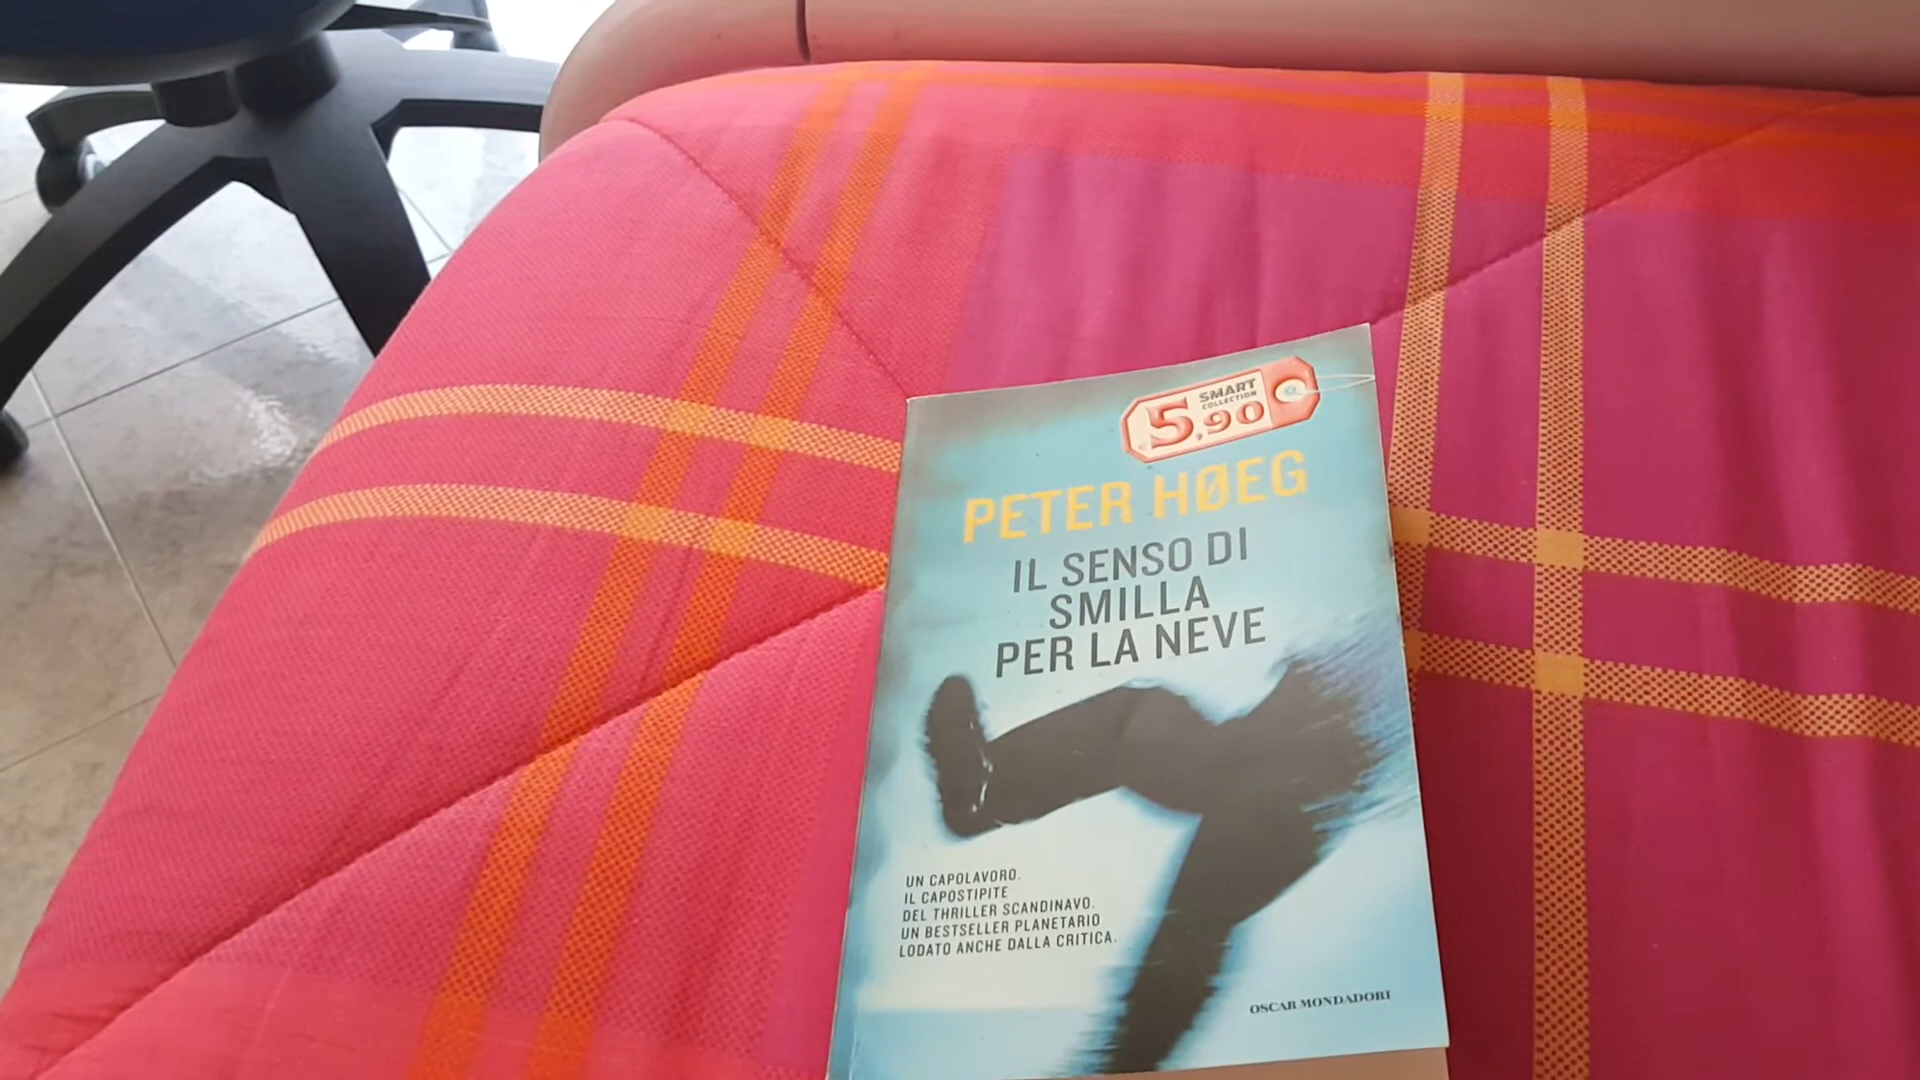 SMART
COLLECTION
€5,90
PETER HØEG
IL SENSO DI
SMILLA
PER LA NEVE
UN CAPOLAVORO.
IL CAPOSTIPITE
DEL THRILLER SCANDINAVO.
UN BESTSELLER PLANETARIO
LODATO ANCHE DALLA CRITICA.
OSCAR MONDADORI